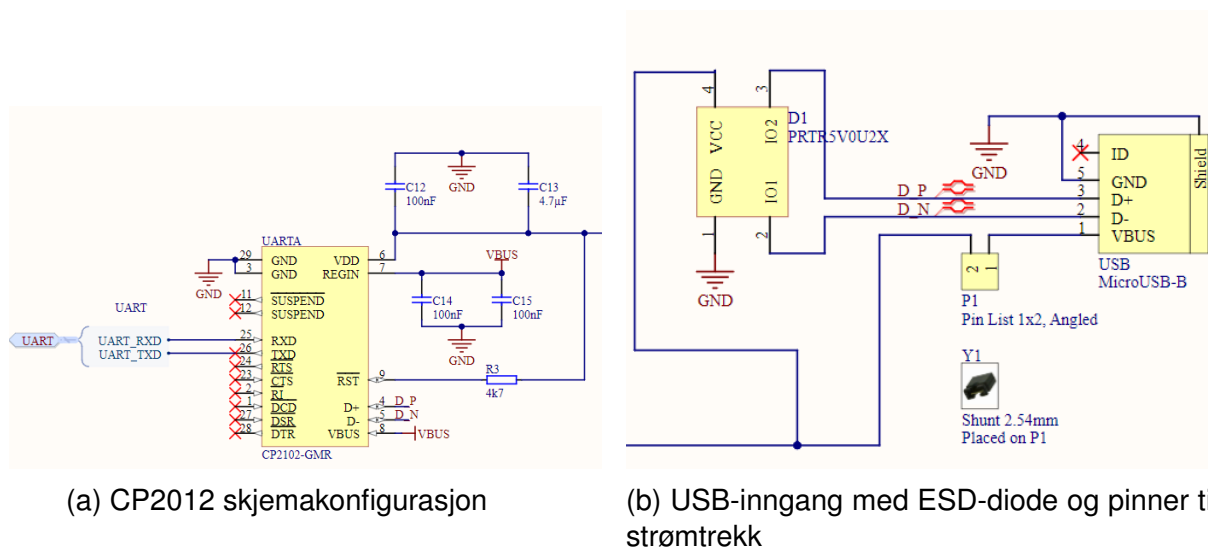 C12
100nF
GND
C13
4.7µF
UARTA
29 GND
3 GND
VDD 6
REGIN 7
VBUS
GND
11 SUSPEND
12 SUSPEND
C14
100nF
C15
100nF
GND
UART
UART
UART_RXD
UART_TXD
25 RXD
26 TXD
24 RTS
23 CTS
2 RI
1 DCD
27 DSR
28 DTR
RST 9
R3
4k7
D+ 4 D_P
D- 5 D_N
VBUS 8 VBUS
CP2102-GMR
(a) CP2012 skjemakonfigurasjon
4
3
VCC
IO2
GND
IO1
1
2
D1
PRTR5V0U2X
GND
GND
D_P
D_N
4 ID
5 GND
3 D+
2 D-
1 VBUS
Shield
USB
MicroUSB-B
2 1
P1
Pin List 1x2, Angled
Y1
Shunt 2.54mm
Placed on P1
(b) USB-inngang med ESD-diode og pinner ti
strømtrekk